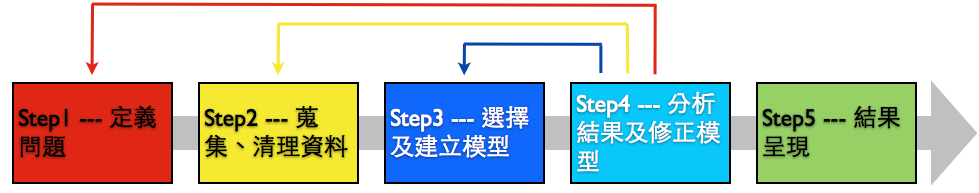 Step1 --- 定義
問題
Step2 --- 蒐
集、清理資料
Step3 --- 選擇
及建立模型
Step4 --- 分析
結果及修正模
型
Step5 --- 結果
呈現